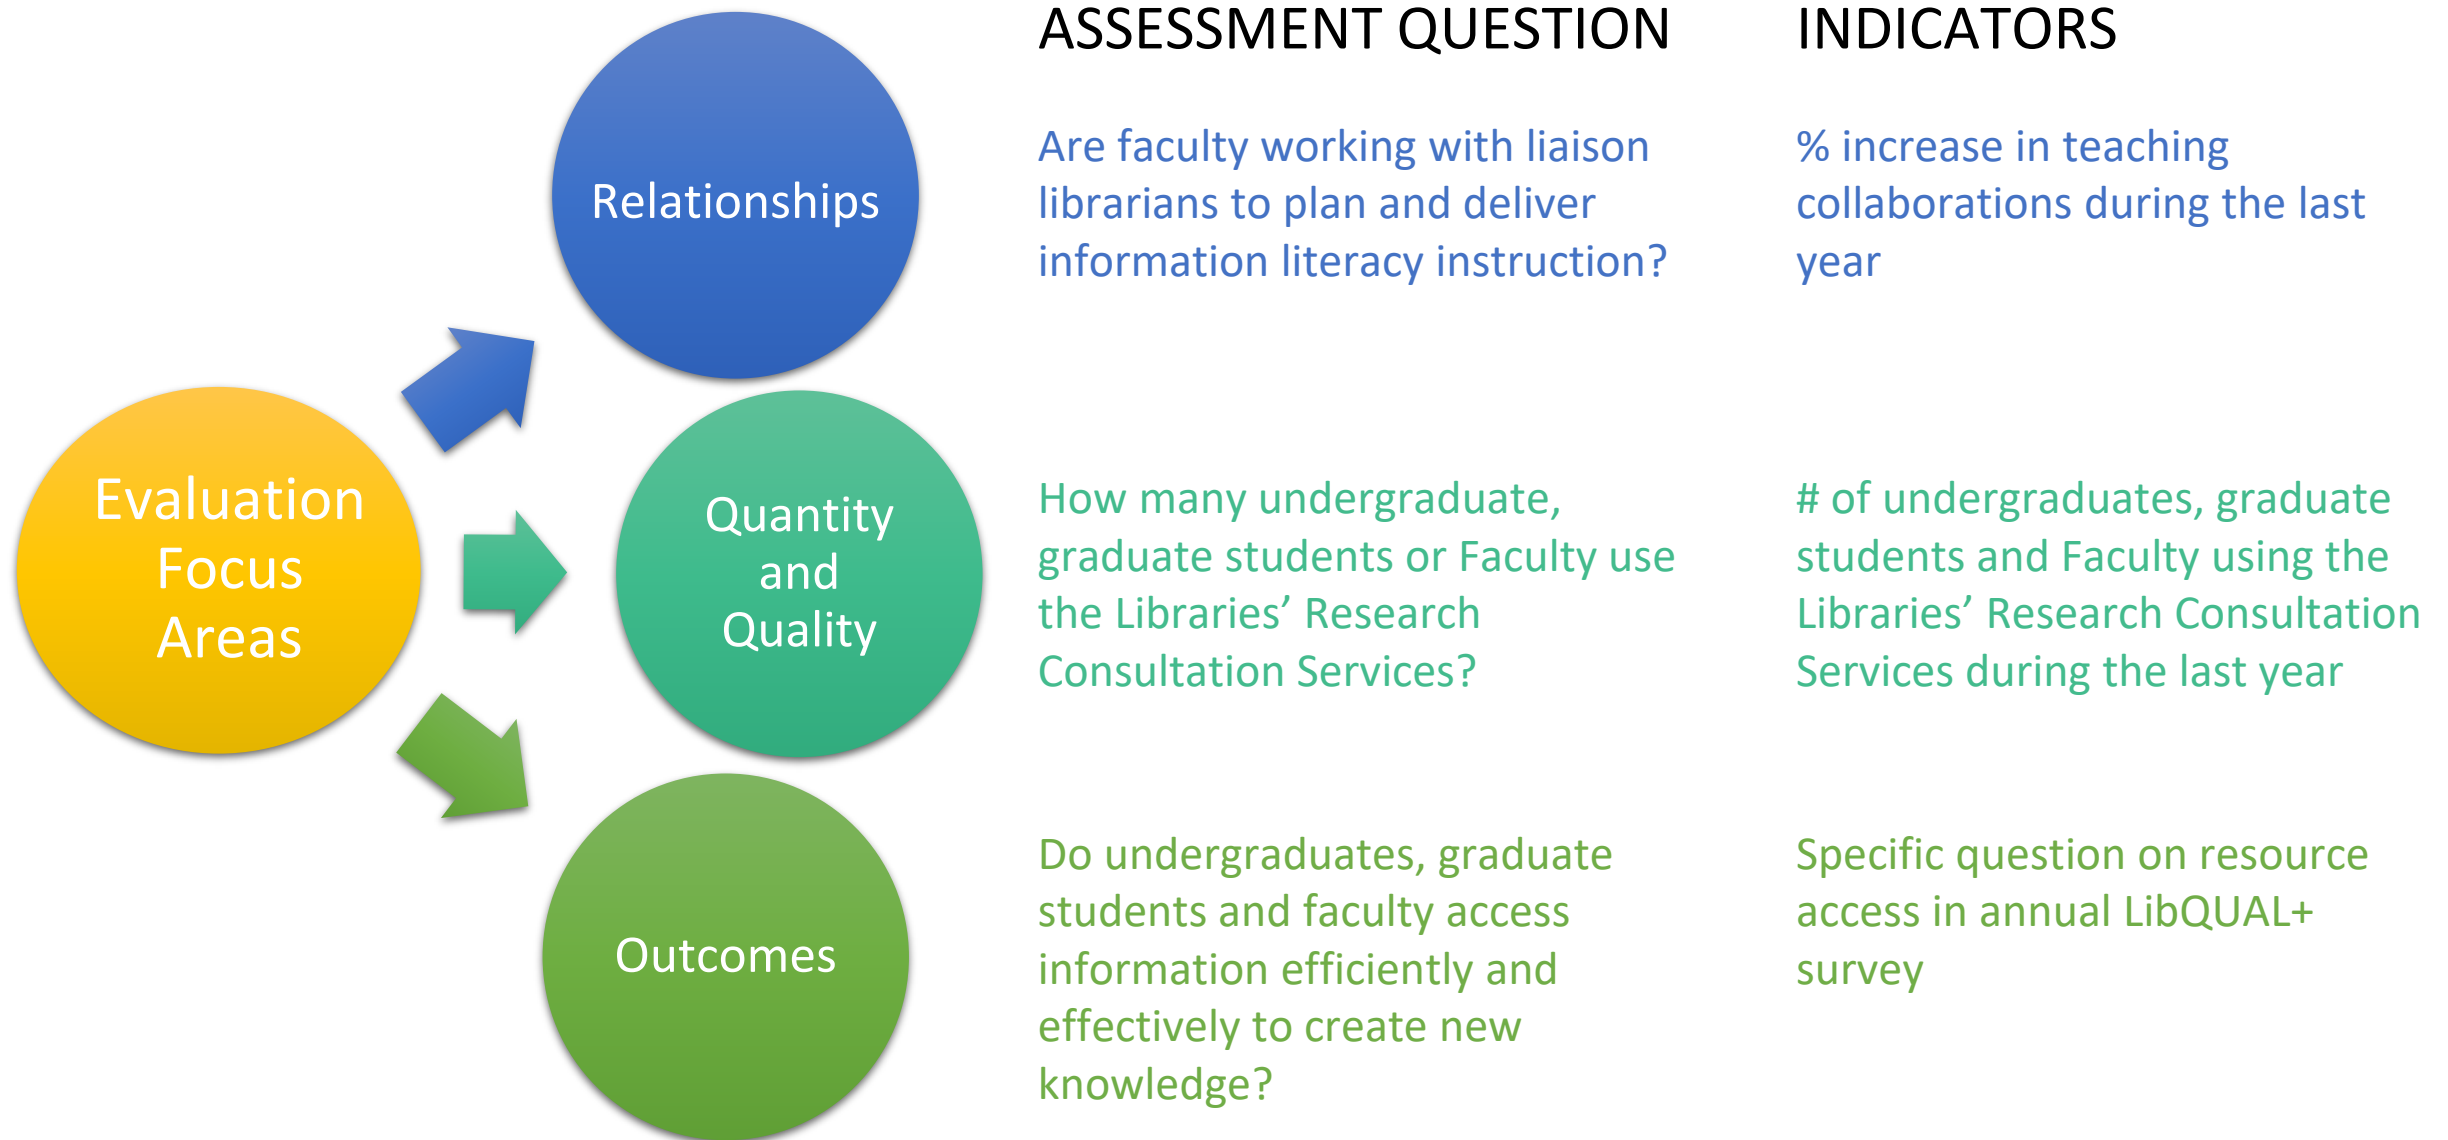 ASSESSMENT QUESTION
INDICATORS
Evaluation
Focus
Areas
Relationships
Are faculty working with liaison
librarians to plan and deliver
information literacy instruction?
% increase in teaching
collaborations during the last
year
Quantity
and
Quality
How many undergraduate,
graduate students or Faculty use
the Libraries’ Research
Consultation Services?
# of undergraduates, graduate
students and Faculty using the
Libraries’ Research Consultation
Services during the last year
Outcomes
Do undergraduates, graduate
students and faculty access
information efficiently and
effectively to create new
knowledge?
Specific question on resource
access in annual LibQUAL+
survey